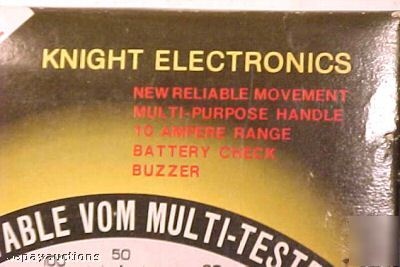 KNIGHT ELECTRONICS
NEW RELIABLE MOVEMENT
MULTI-PURPOSE HANDLE
10 AMPERE RANGE
BATTERY CHECK
BUZZER
ABLE VOM MULTI-TESTE
100 50